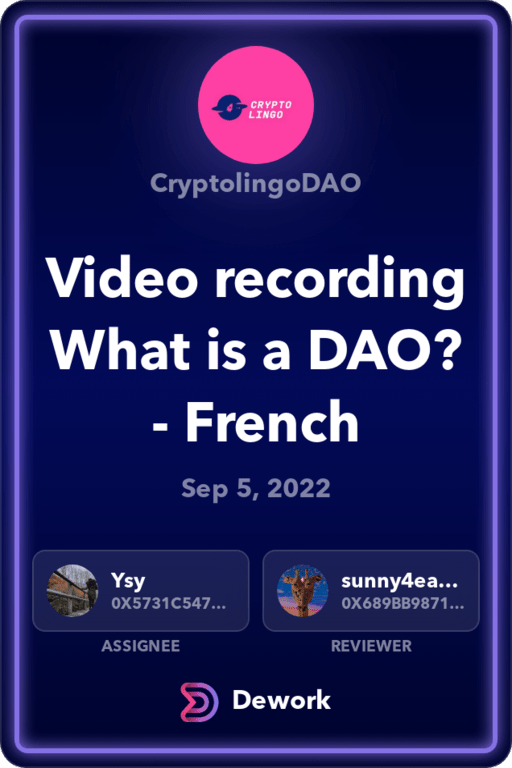 CRYPTO
LINGO
CryptolingoDAO
Video recording
What is a DAO?
- French
Sep 5, 2022
Ysy
0X5731C547...
ASSIGNEE
sunny4ea...
0X689BB9871...
REVIEWER
Dework